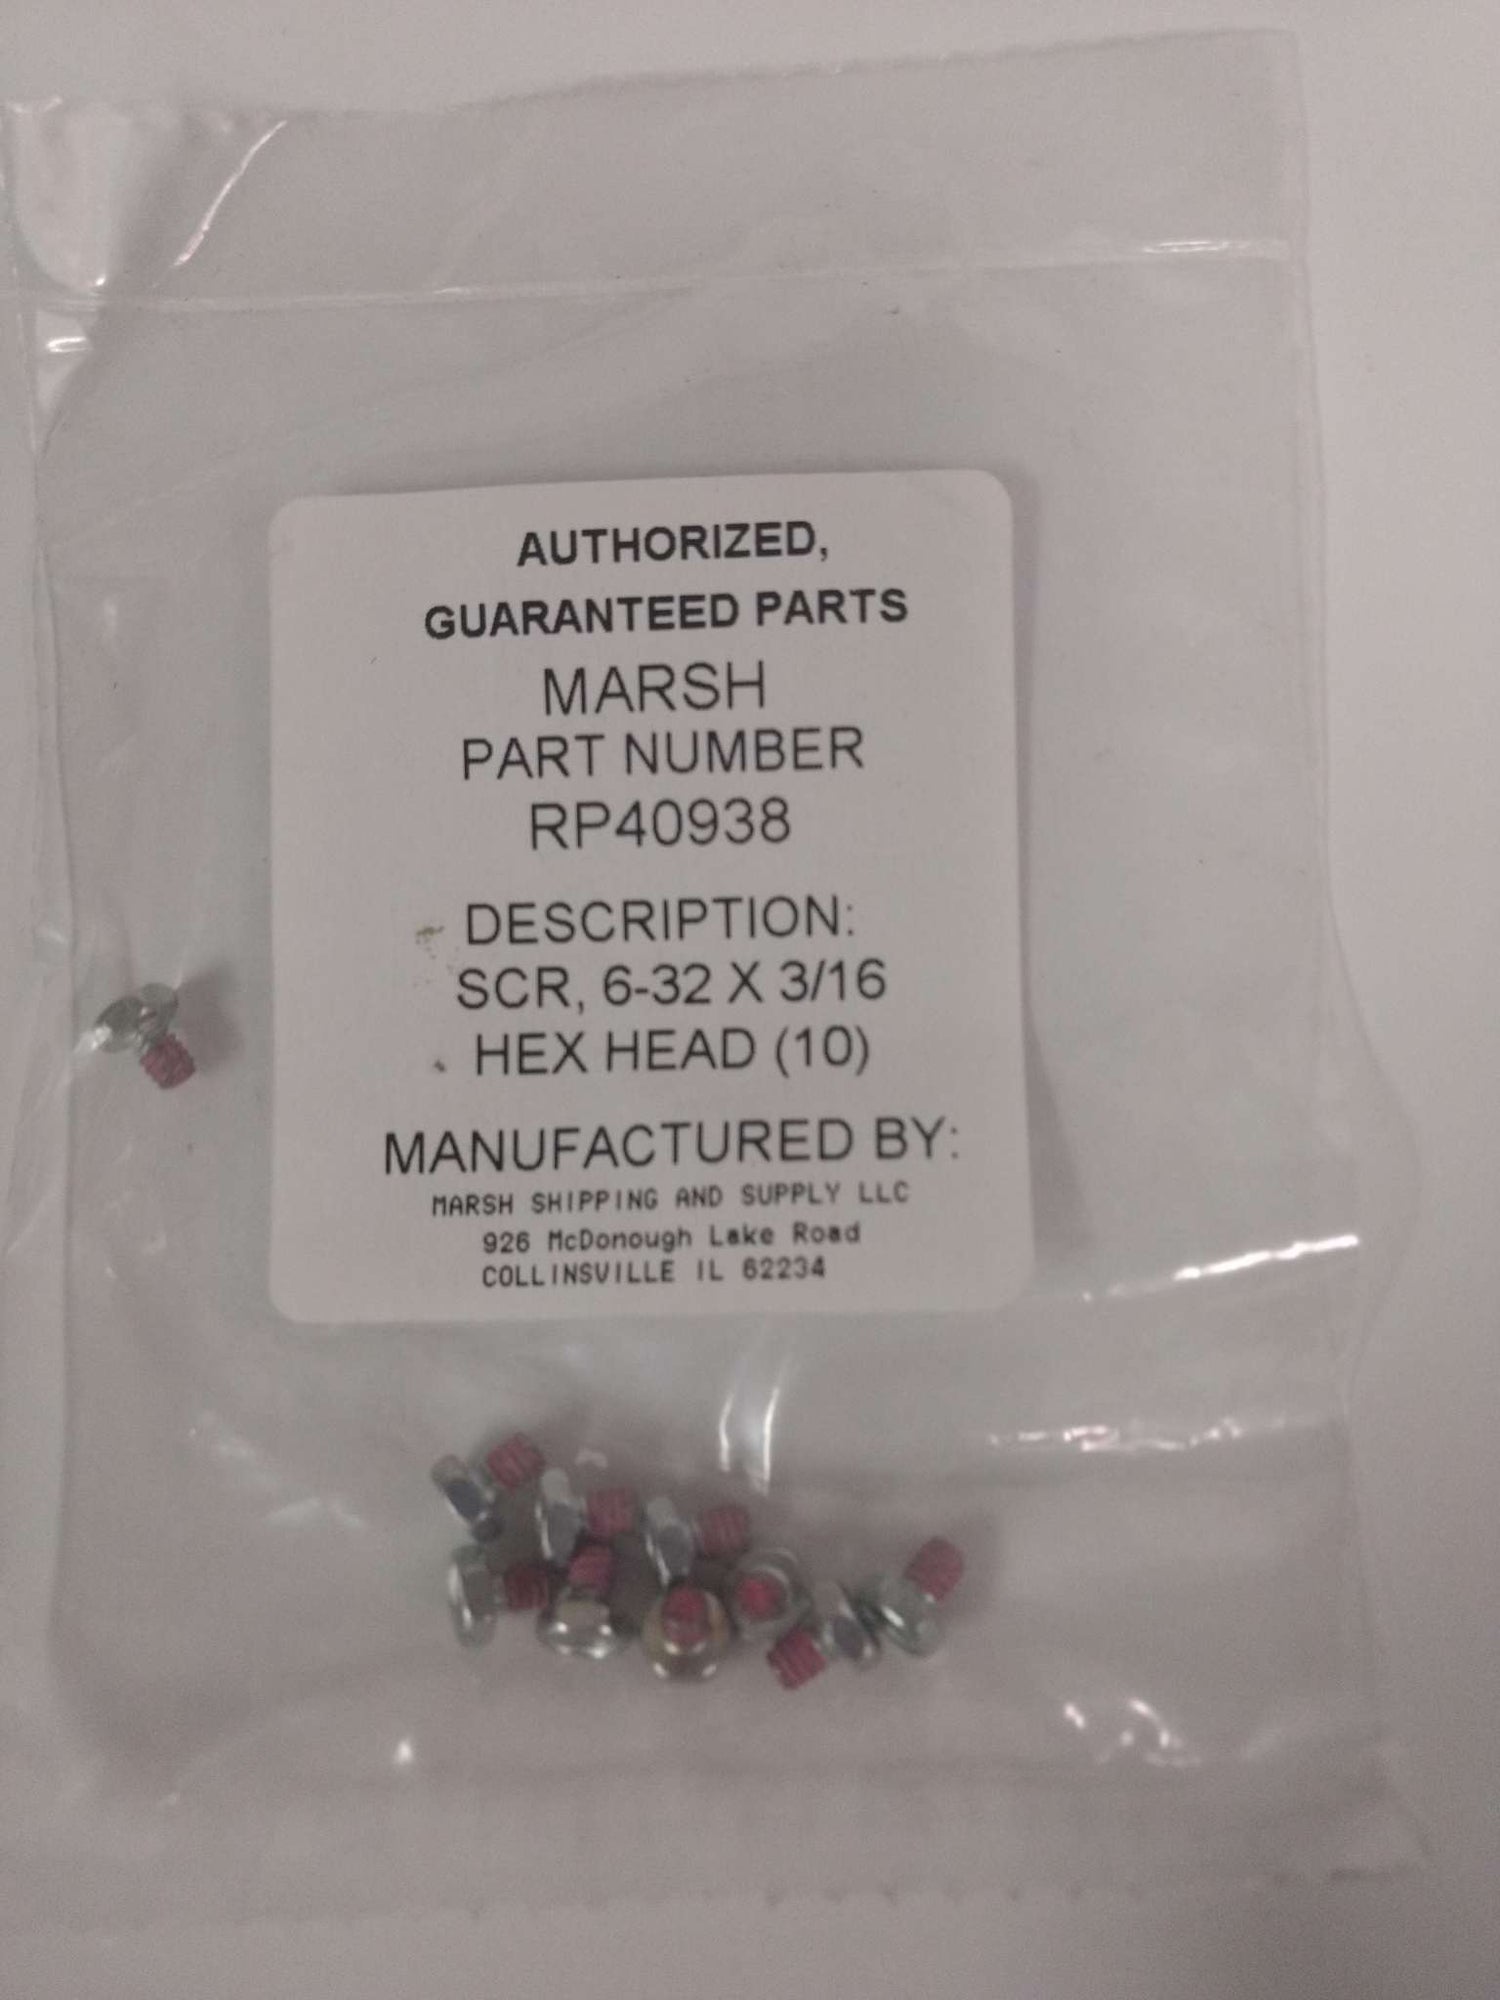 AUTHORIZED,
GUARANTEED PARTS
MARSH
PART NUMBER
RP40938
DESCRIPTION:
SCR, 6-32 X 3/16
HEX HEAD (10)
MANUFACTURED BY:
MARSH SHIPPING AND SUPPLY LLC
926 McDonough Lake Road
COLLINSVILLE IL 62234